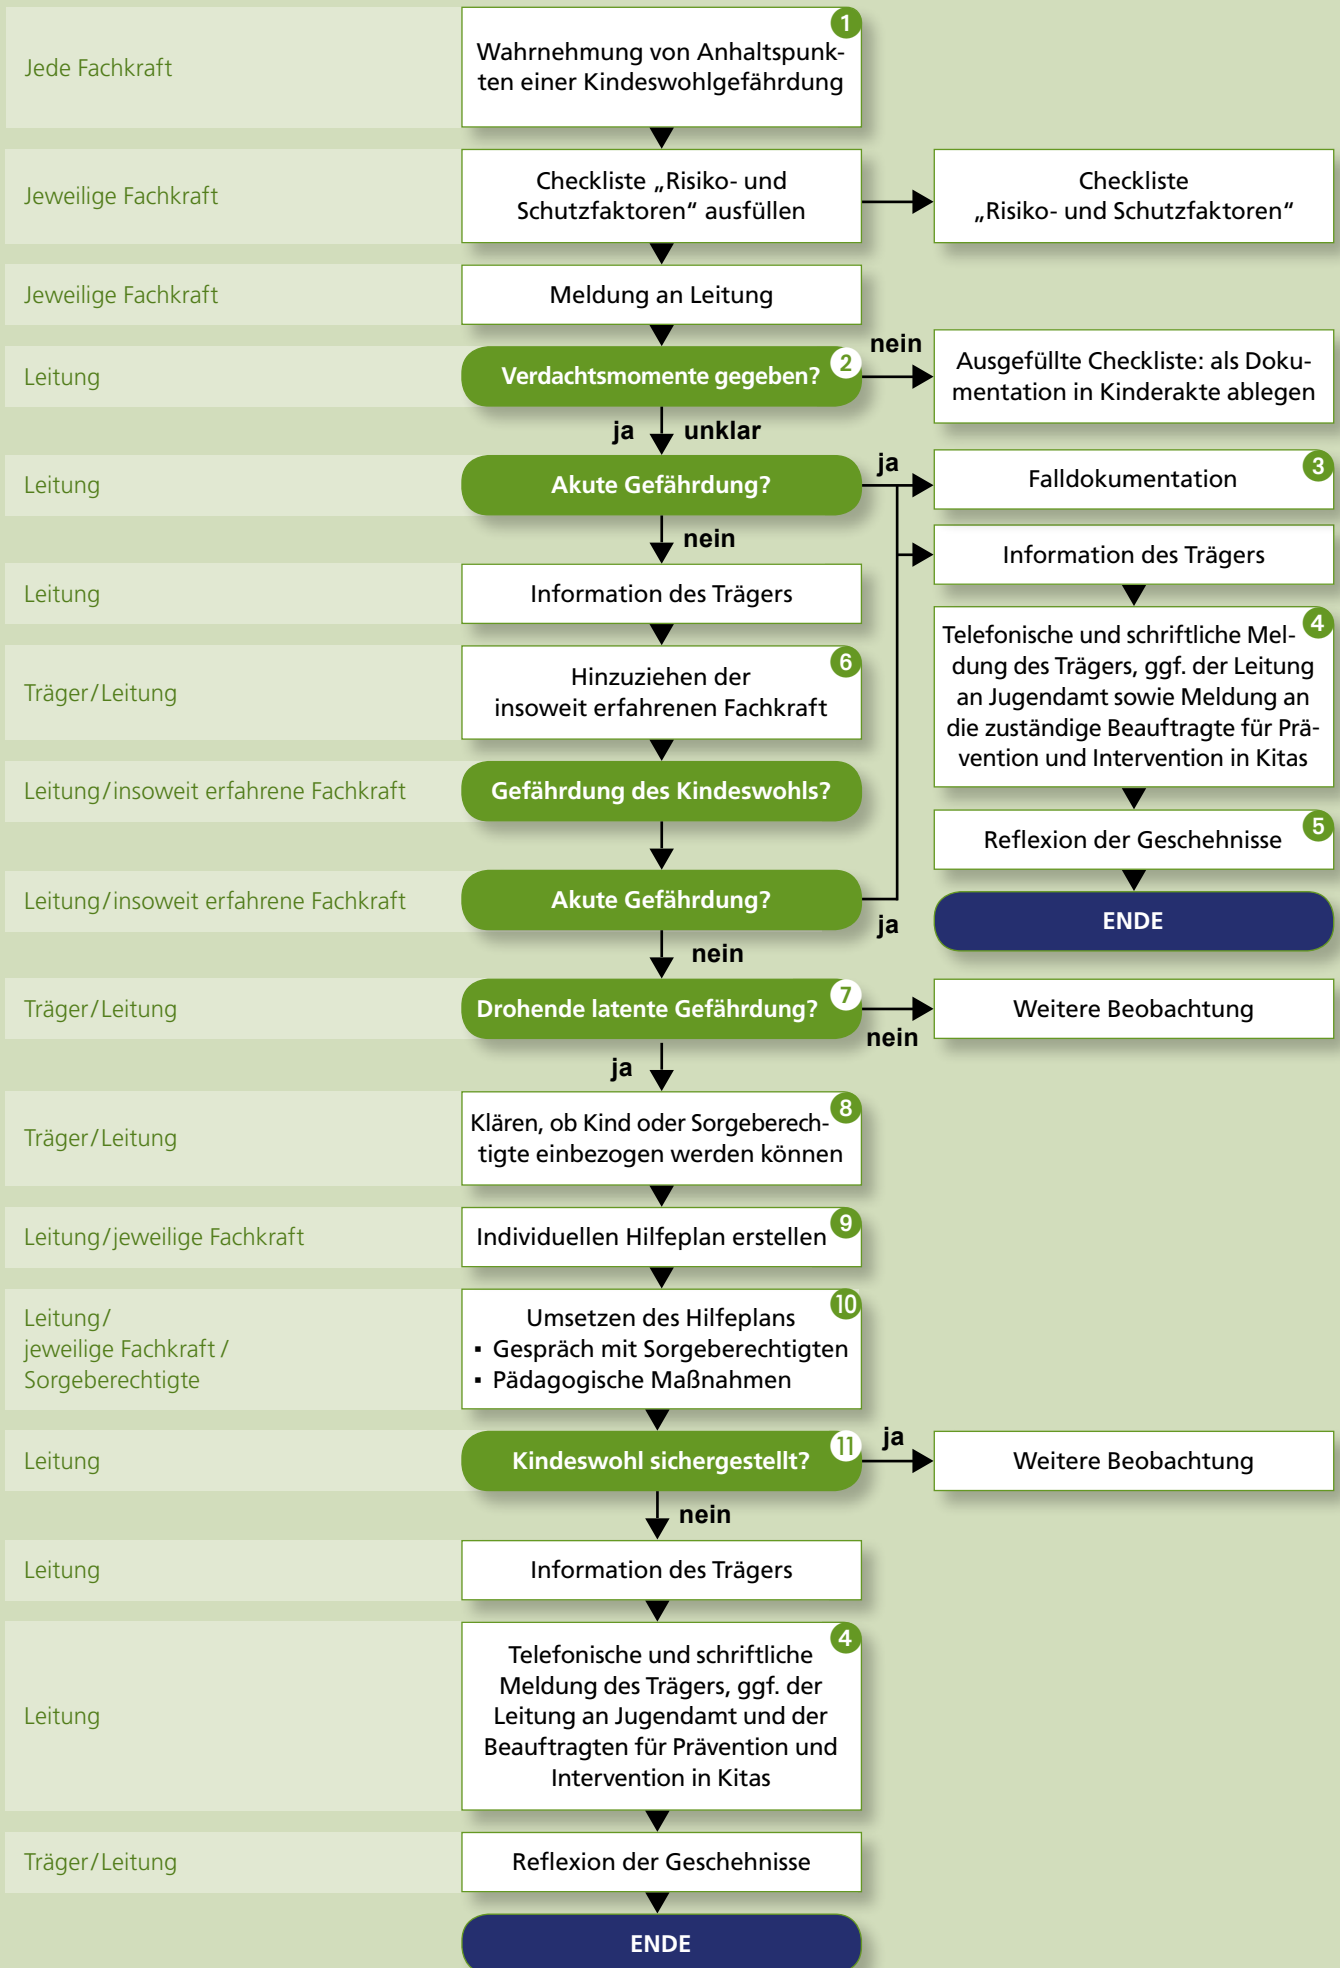 Jede Fachkraft
1
Wahrnehmung von Anhaltspunk-
ten einer Kindeswohlgefährdung
Jeweilige Fachkraft
Checkliste „Risiko- und
Schutzfaktoren“ ausfüllen
Checkliste
„Risiko- und Schutzfaktoren“
Jeweilige Fachkraft
Meldung an Leitung
Leitung
Verdachtsmomente gegeben?
2
nein
Ausgefüllte Checkliste: als Doku-
mentation in Kinderakte ablegen
ja
unklar
Leitung
Akute Gefährdung?
ja
Falldokumentation
3
nein
Information des Trägers
Leitung
Information des Trägers
4
Telefonische und schriftliche Mel-
dung des Trägers, ggf. der Leitung
an Jugendamt sowie Meldung an
die zuständige Beauftragte für Prä-
vention und Intervention in Kitas
Träger/Leitung
6
Hinzuziehen der
insoweit erfahrenen Fachkraft
Leitung/insoweit erfahrene Fachkraft
Gefährdung des Kindeswohls?
Reflexion der Geschehnisse
5
Leitung/insoweit erfahrene Fachkraft
Akute Gefährdung?
ja
ENDE
nein
Träger/Leitung
Drohende latente Gefährdung?
7
nein
Weitere Beobachtung
ja
Träger/Leitung
8
Klären, ob Kind oder Sorgeberech-
tigte einbezogen werden können
Leitung/jeweilige Fachkraft
Individuellen Hilfeplan erstellen
9
Leitung/
jeweilige Fachkraft/
Sorgeberechtigte
10
Umsetzen des Hilfeplans
▪ Gespräch mit Sorgeberechtigten
▪ Pädagogische Maßnahmen
Leitung
Kindeswohl sichergestellt?
11
ja
Weitere Beobachtung
nein
Leitung
Information des Trägers
Leitung
4
Telefonische und schriftliche
Meldung des Trägers, ggf. der
Leitung an Jugendamt und der
Beauftragten für Prävention und
Intervention in Kitas
Träger/Leitung
Reflexion der Geschehnisse
ENDE